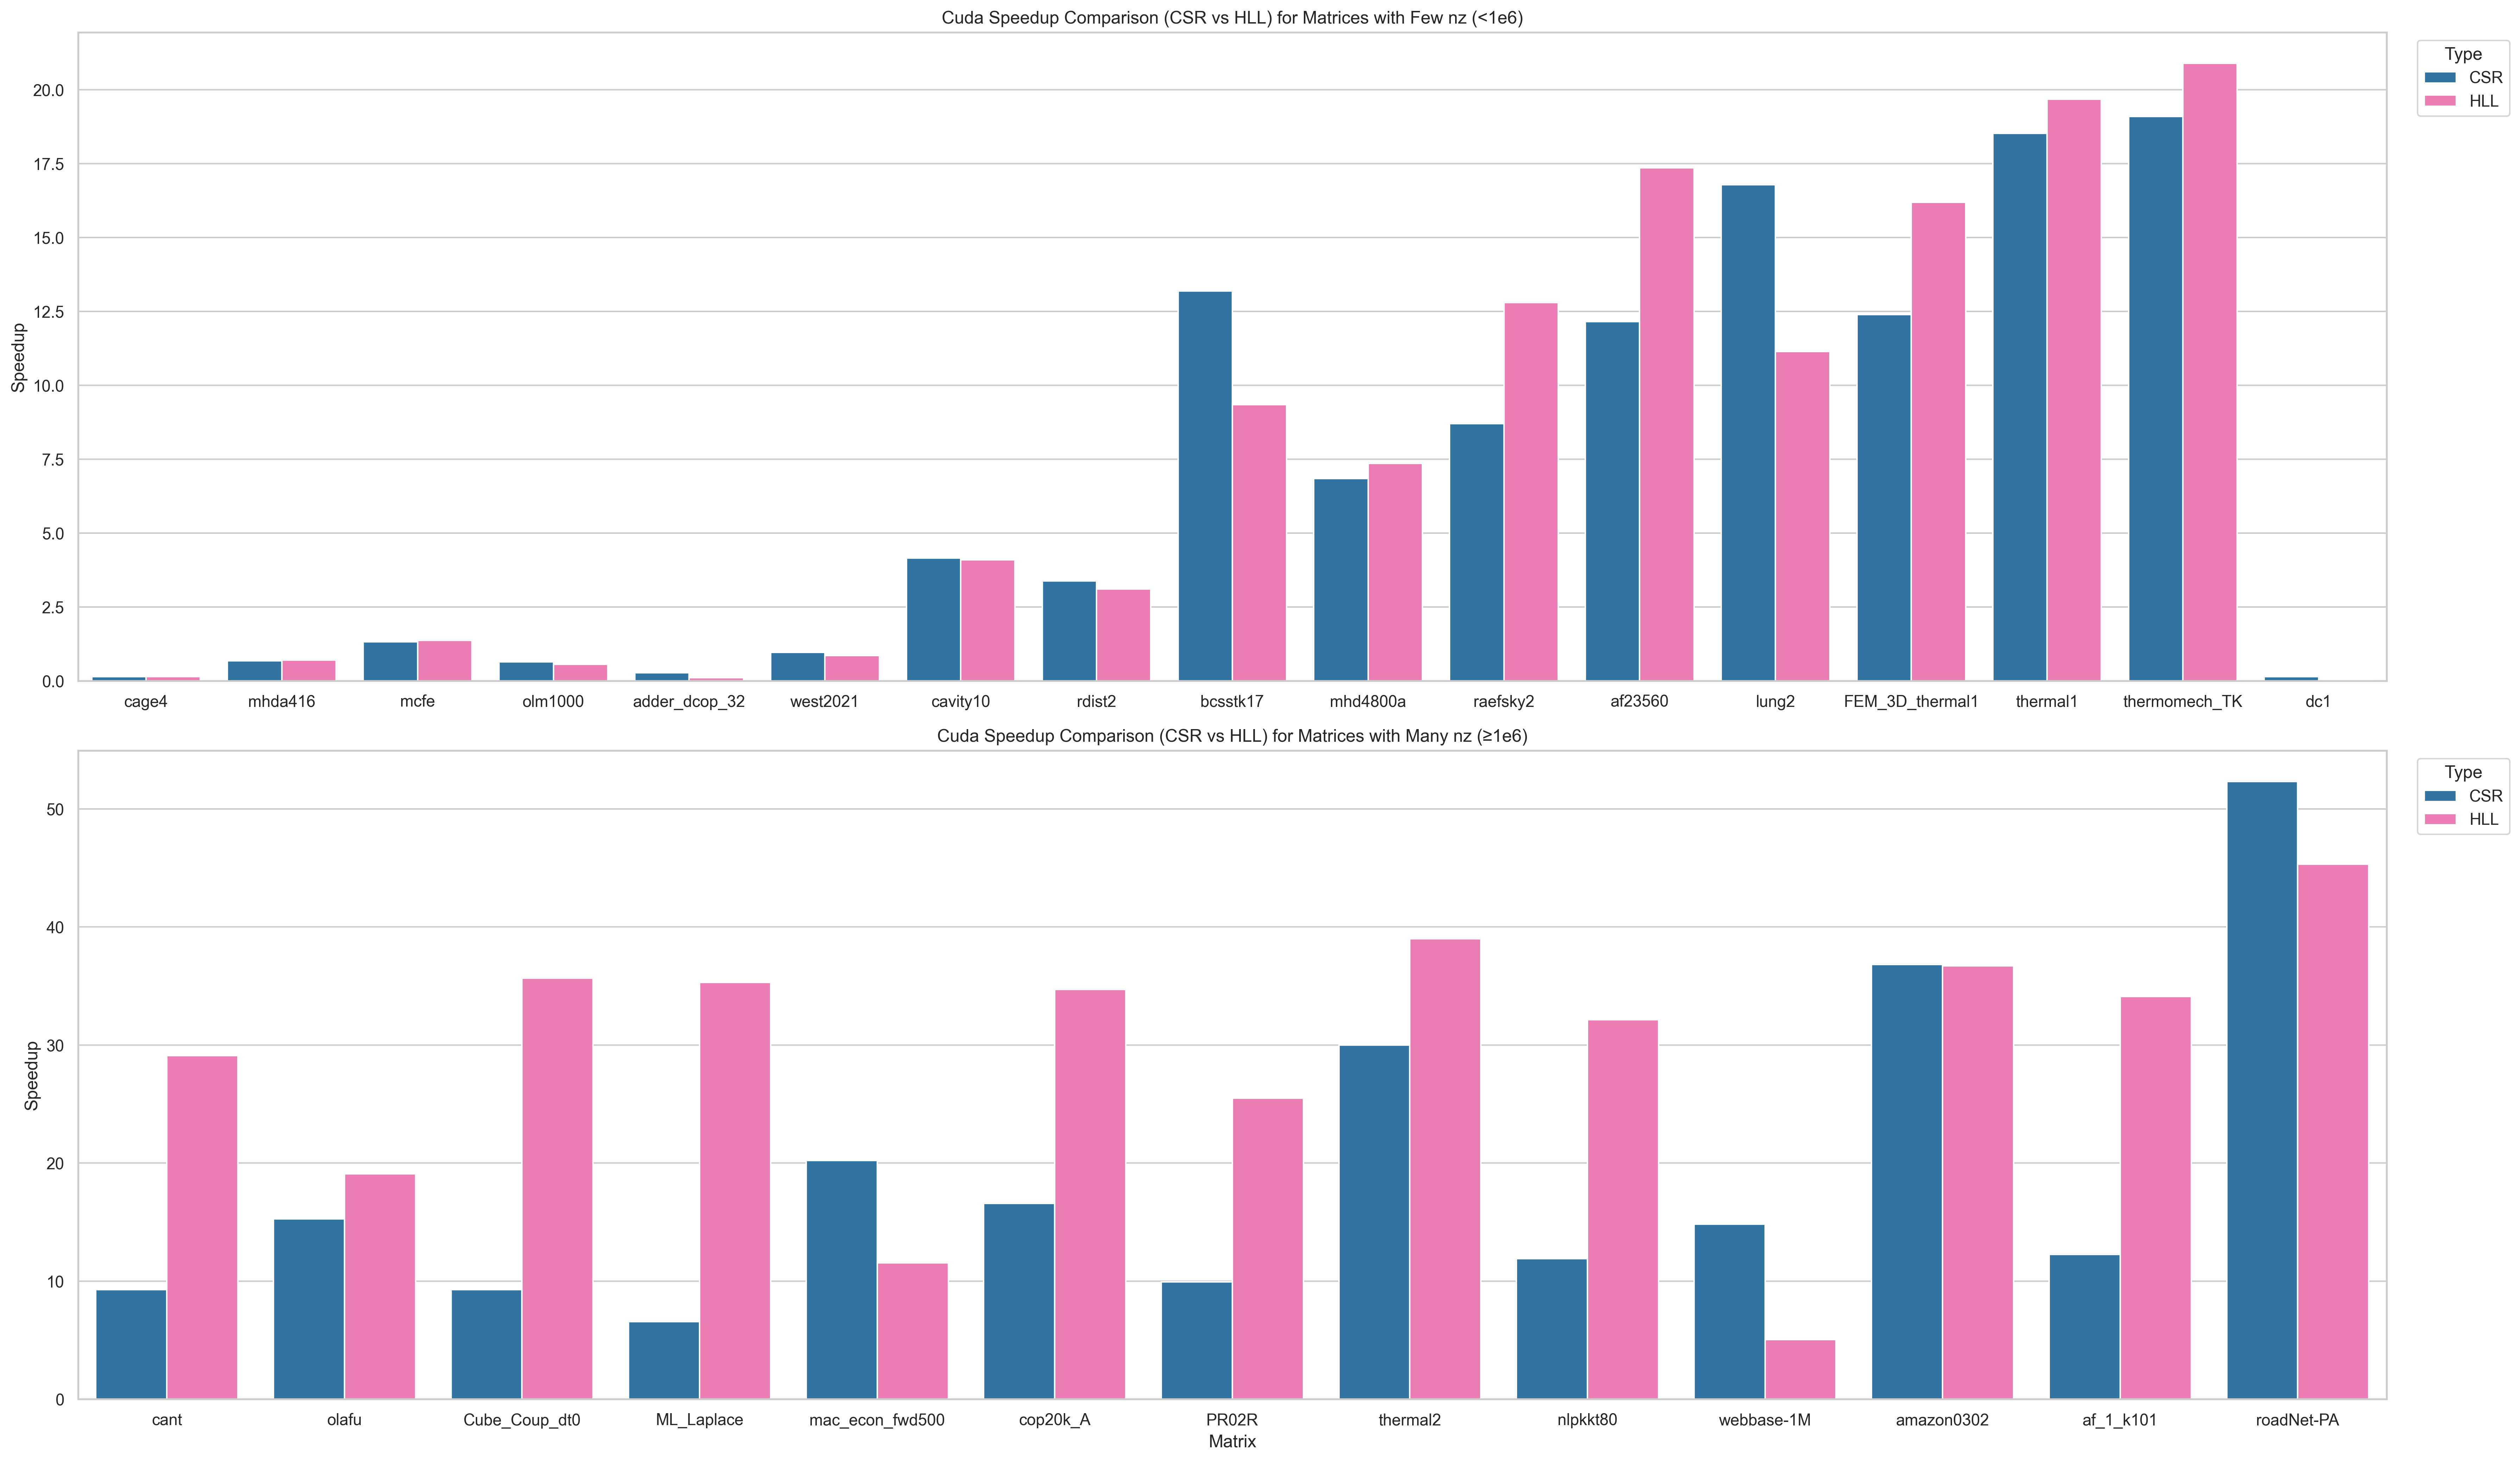 Cuda Speedup Comparison (CSR vs HLL) for Matrices with Few nz (<1e6)
Type
CSR
HLL
Speedup
20.0
17.5
15.0
12.5
10.0
7.5
5.0
2.5
0.0
cage4 mhda416 mcfe olm1000 adder_dcop_32 west2021 cavity10 rdist2 bcsstk17 mhd4800a raefsky2 af23560 lung2 FEM_3D_thermal1 thermal1 thermomech_TK dc1
Cuda Speedup Comparison (CSR vs HLL) for Matrices with Many nz (≥1e6)
Type
CSR
HLL
Speedup
50
40
30
20
10
0
cant olafu Cube_Coup_dt0 ML_Laplace mac_econ_fwd500 cop20k_A PR02R thermal2 nlpkkt80 webbase-1M amazon0302 af_1_k101 roadNet-PA
Matrix